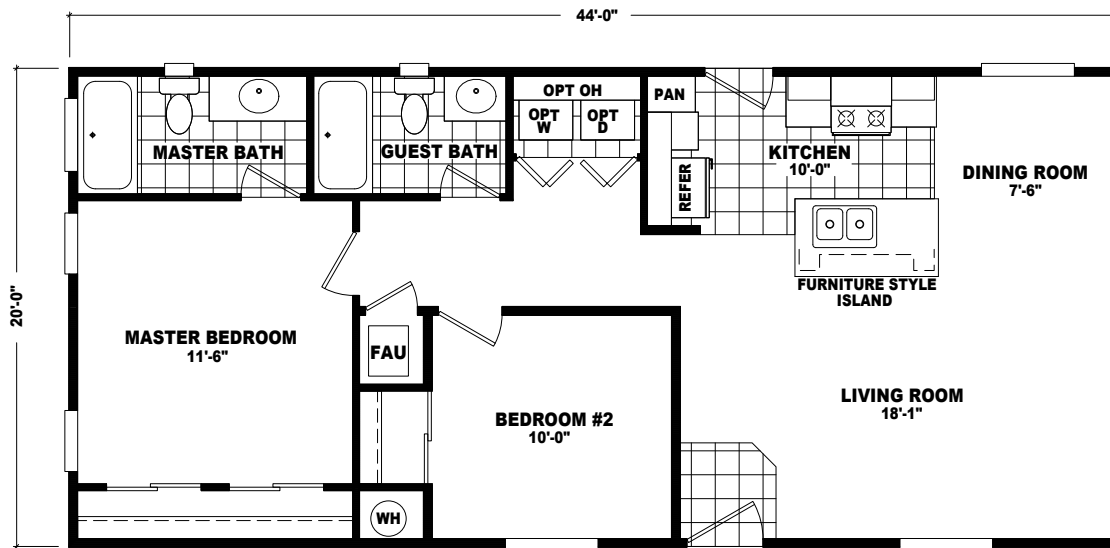 44'-0"
20'-0"
MASTER BATH
GUEST BATH
OPT OH
OPT
W
OPT
D
PAN
REFER
KITCHEN
10'-0"
DINING ROOM
7'-6"
FURNITURE STYLE
ISLAND
MASTER BEDROOM
11'-6"
FAU
BEDROOM #2
10'-0"
LIVING ROOM
18'-1"
WH